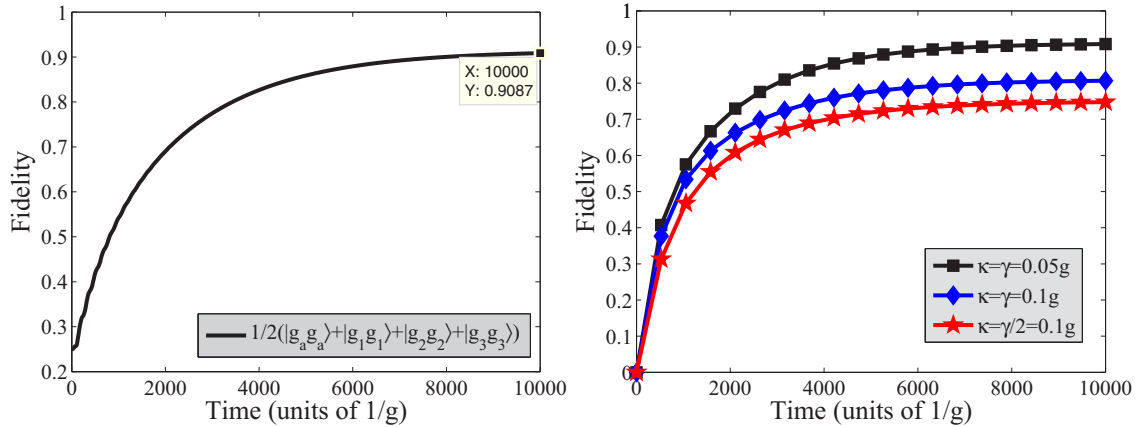 1
0.9
0.8
0.7
0.6
0.5
0.4
0.3
0.2
Fidelity
X: 10000
Y: 0.9087
1/2(|g_a g_a⟩+|g_1 g_1⟩+|g_2 g_2⟩+|g_3 g_3⟩)
0 2000 4000 6000 8000 10000
Time (units of 1/g)
1
0.9
0.8
0.7
0.6
0.5
0.4
0.3
0.2
0.1
0
Fidelity
κ=γ=0.05g
κ=γ=0.1g
κ=γ/2=0.1g
0 2000 4000 6000 8000 10000
Time (units of 1/g)